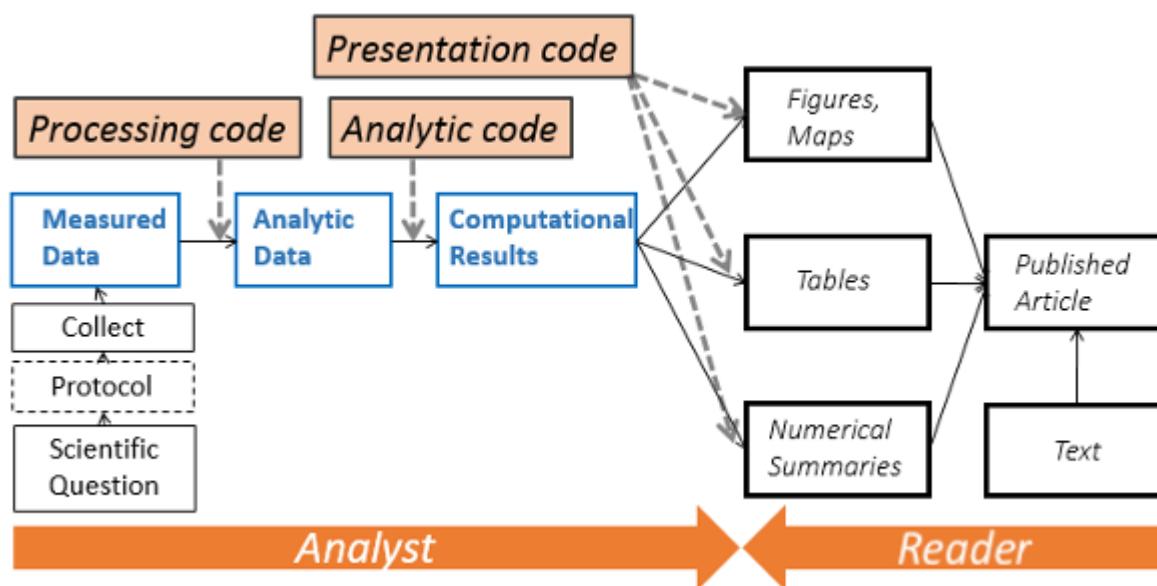 Presentation code
Processing code
Analytic code
Figures,
Maps
Measured
Data
Analytic
Data
Computational
Results
Tables
Published
Article
Collect
Protocol
Scientific
Question
Numerical
Summaries
Text
Analyst
Reader